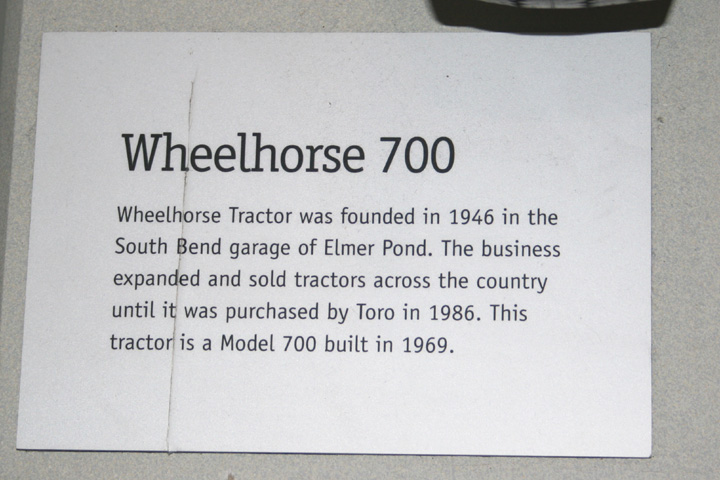 Wheelhorse 700
Wheelhorse Tractor was founded in 1946 in the
South Bend garage of Elmer Pond. The business
expanded and sold tractors across the country
until it was purchased by Toro in 1986. This
tractor is a Model 700 built in 1969.